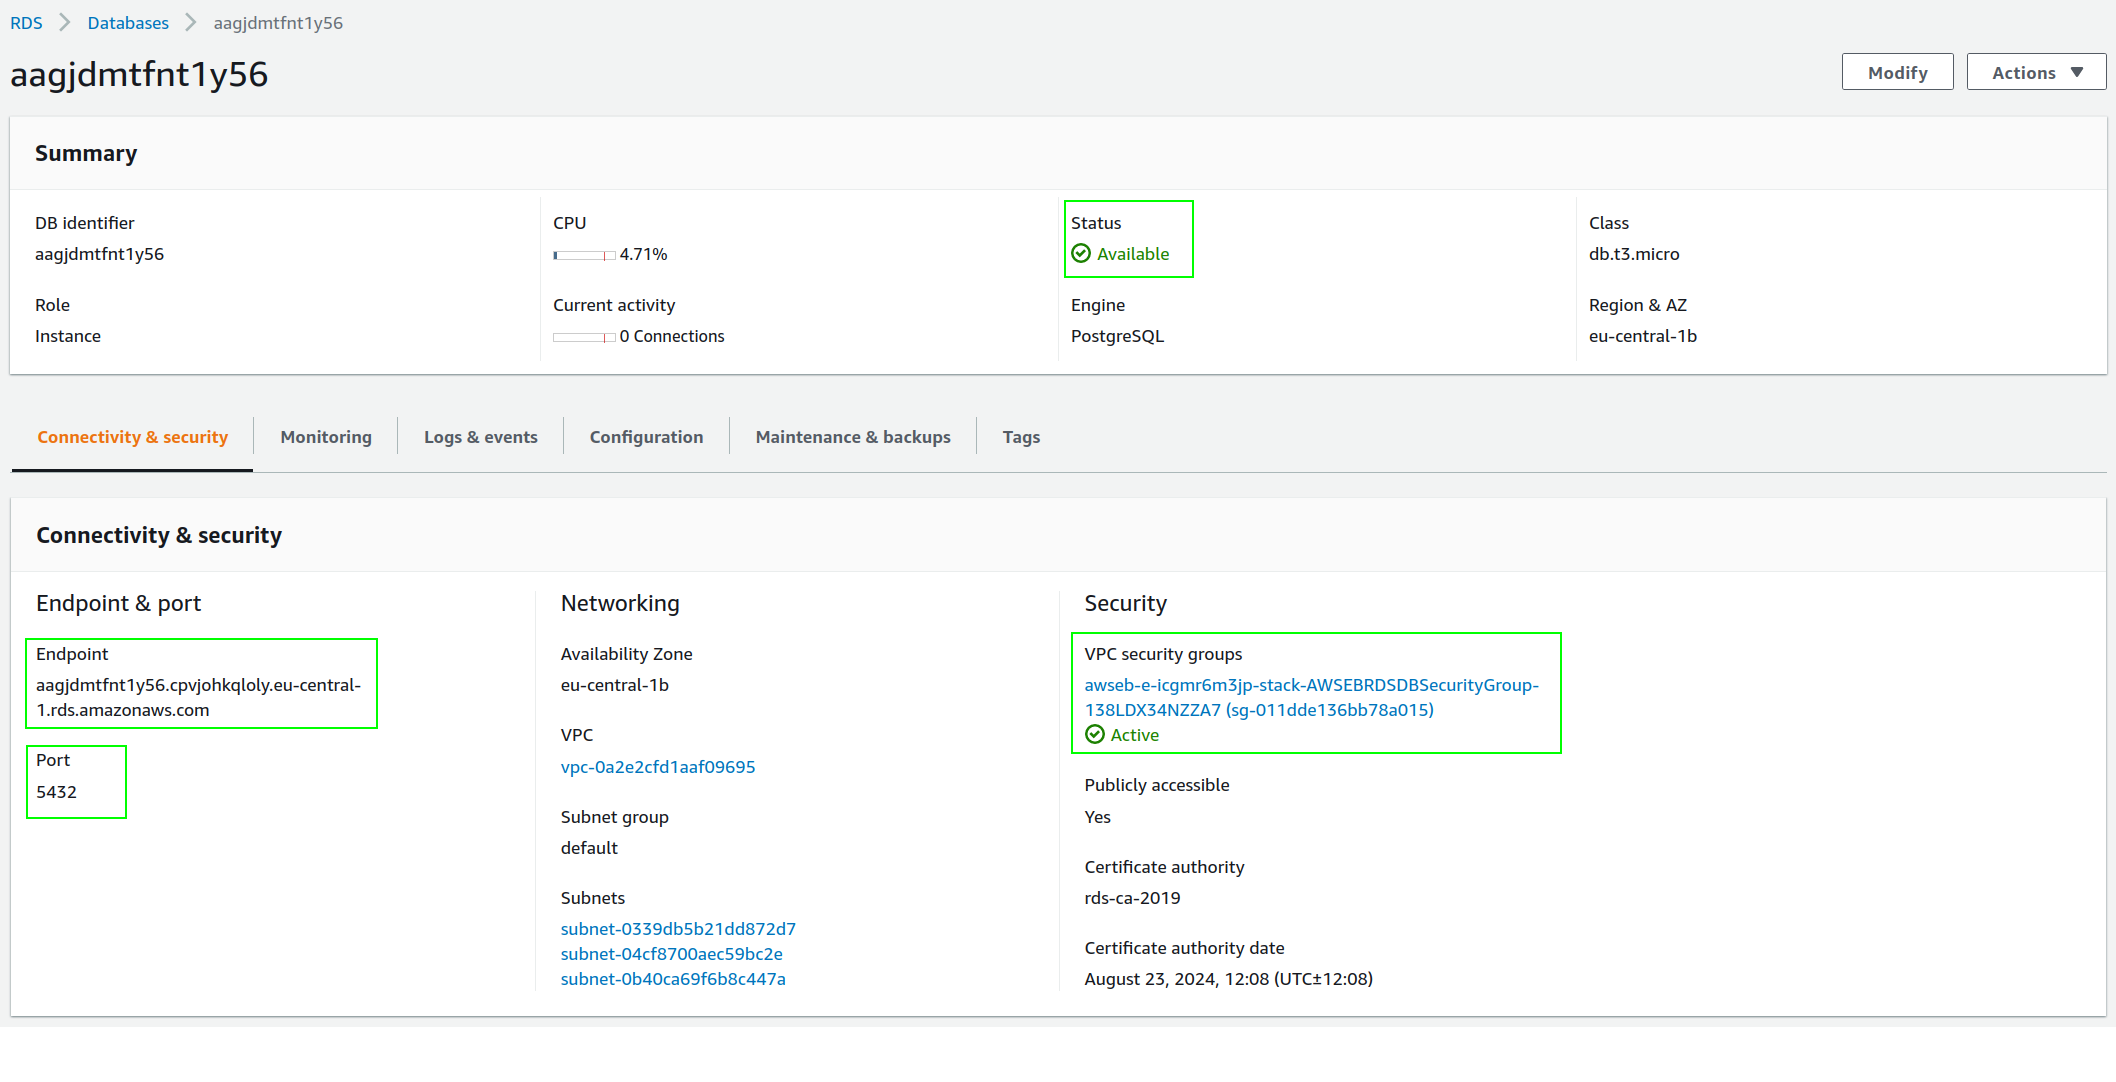 RDS > Databases > aagjdmtfnt1y56
aagjdmtfnt1y56
Modify
Actions
Summary
DB identifier
aagjdmtfnt1y56
CPU
4.71%
Status
Available
Class
db.t3.micro
Role
Instance
Current activity
0 Connections
Engine
PostgreSQL
Region & AZ
eu-central-1b
Connectivity & security
Monitoring
Logs & events
Configuration
Maintenance & backups
Tags
Connectivity & security
Endpoint & port
Endpoint
aagjdmtfnt1y56.cpvjohkqloly.eu-central-
1.rds.amazonaws.com
Port
5432
Networking
Availability Zone
eu-central-1b
VPC
vpc-0a2e2cfd1aaf09695
Subnet group
default
Subnets
subnet-0339db5b21dd872d7
subnet-04cf8700aec59bc2e
subnet-0b40ca69f6b8c447a
Security
VPC security groups
awseb-e-icgmr6m3jp-stack-AWSEBRDSDBSecurityGroup-
138LDX34NZZA7 (sg-011dde136bb78a015)
Active
Publicly accessible
Yes
Certificate authority
rds-ca-2019
Certificate authority date
August 23, 2024, 12:08 (UTC±12:08)